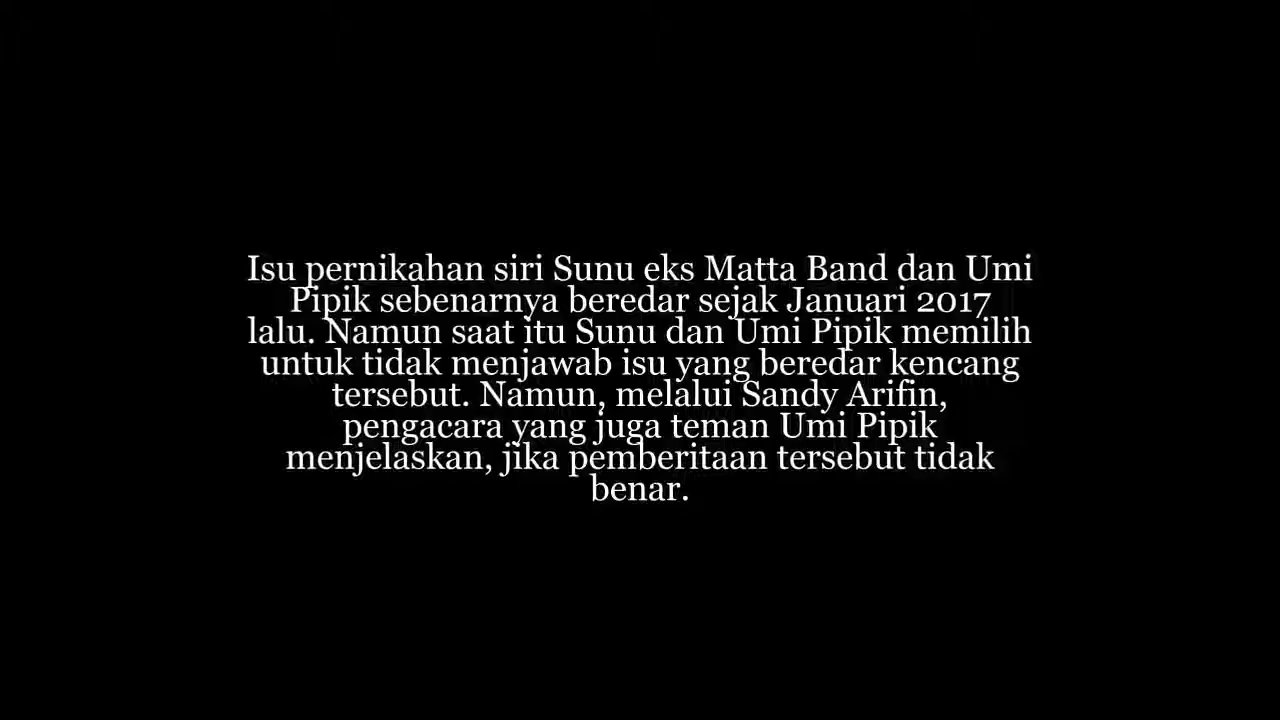 Isu pernikahan siri Sunu eks Matta Band dan Umi
Pipik sebenarnya beredar sejak Januari 2017
lalu. Namun saat itu Sunu dan Umi Pipik memilih
untuk tidak menjawab isu yang beredar kencang
tersebut. Namun, melalui Sandy Arifin,
pengacara yang juga teman Umi Pipik
menjelaskan, jika pemberitaan tersebut tidak
benar.